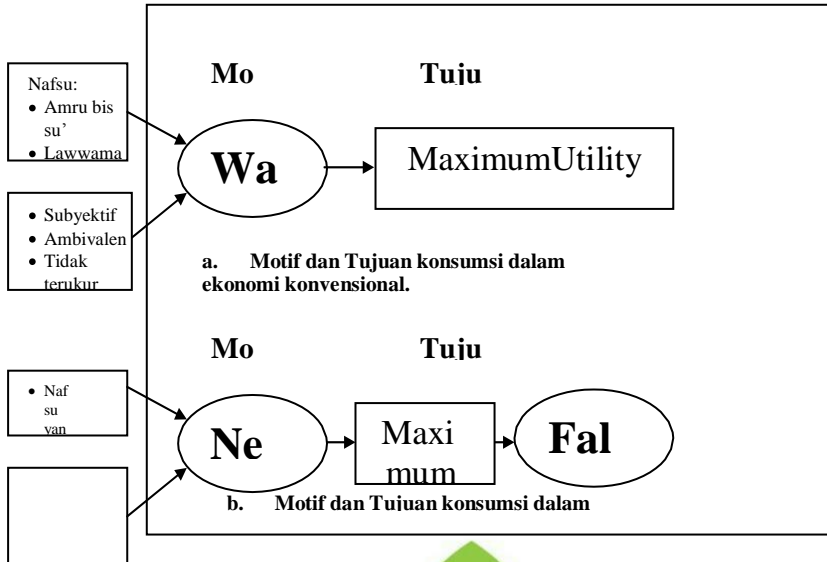 Mo Tuju
Nafsu:
• Amru bis
su’
• Lawwama
Wa
MaximumUtility
• Subyektif
• Ambivalen
• Tidak
terukur
a. Motif dan Tujuan konsumsi dalam
ekonomi konvensional.
Mo Tuju
• Naf
su
yan
Ne
Maxi
mum
Fal
b. Motif dan Tujuan konsumsi dalam